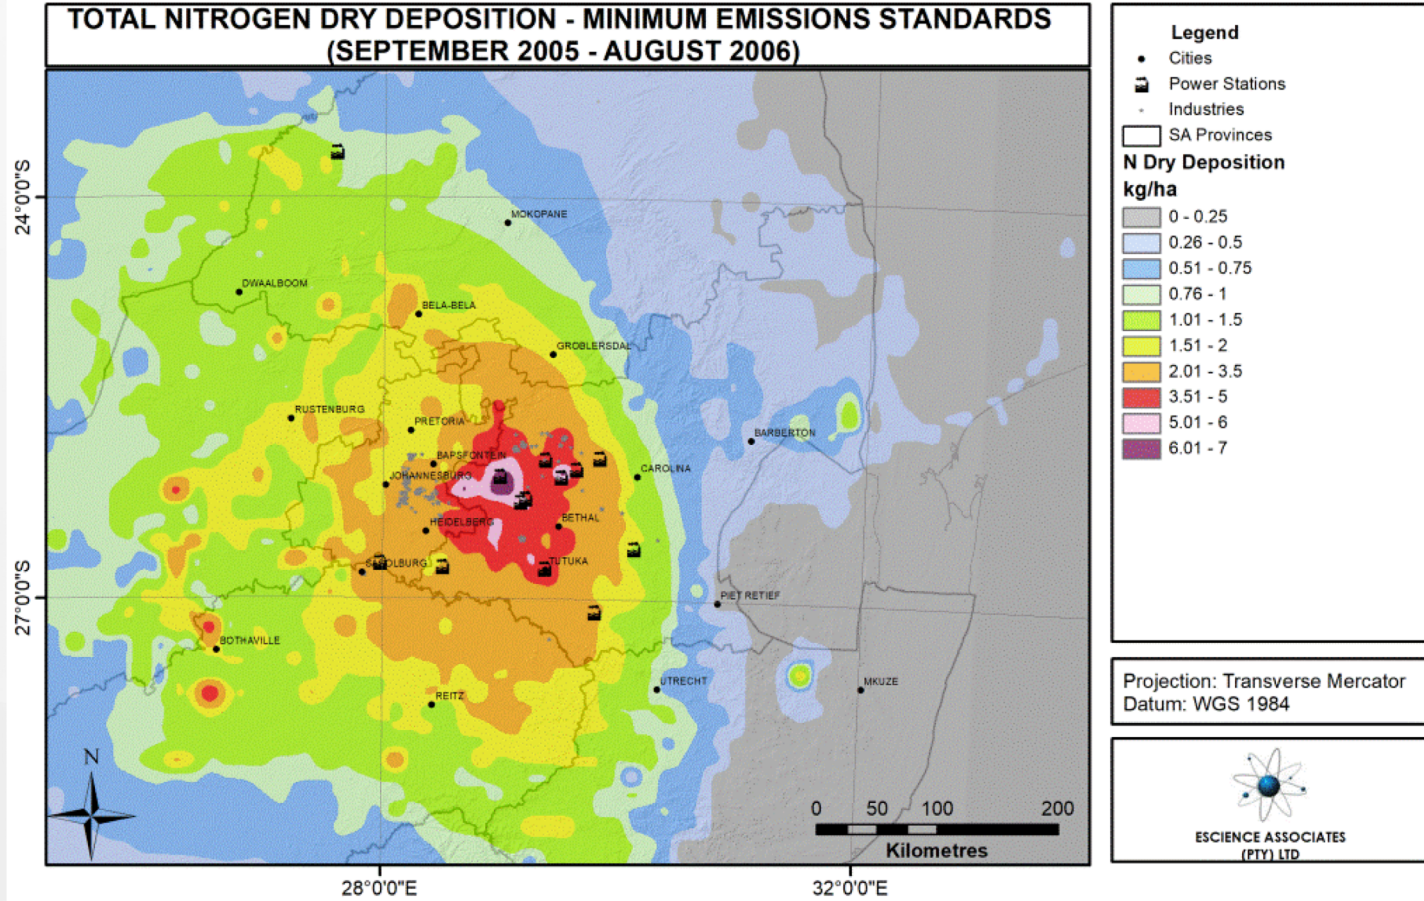 TOTAL NITROGEN DRY DEPOSITION - MINIMUM EMISSIONS STANDARDS
(SEPTEMBER 2005 - AUGUST 2006)
24°0'0"S
27°0'0"S
28°0'0"E
32°0'0"E
MOKOPANE
DWAALBOOM
BELA-BELA
GROBLERSDAL
RUSTENBURG
PRETORIA
BARBERTON
BAPSFONTEIN
JOHANNESBURG
CAROLINA
HEIDELBERG
BETHAL
TUTUKA
PIET RETIEF
BOTHAVILLE
UTRECHT
MKUZE
REITZ
N
0 50 100 200
Kilometres
Legend
Cities
Power Stations
Industries
SA Provinces
N Dry Deposition
kg/ha
0 - 0.25
0.26 - 0.5
0.51 - 0.75
0.76 - 1
1.01 - 1.5
1.51 - 2
2.01 - 3.5
3.51 - 5
5.01 - 6
6.01 - 7
Projection: Transverse Mercator
Datum: WGS 1984
ESCIENCE ASSOCIATES
(PTY) LTD